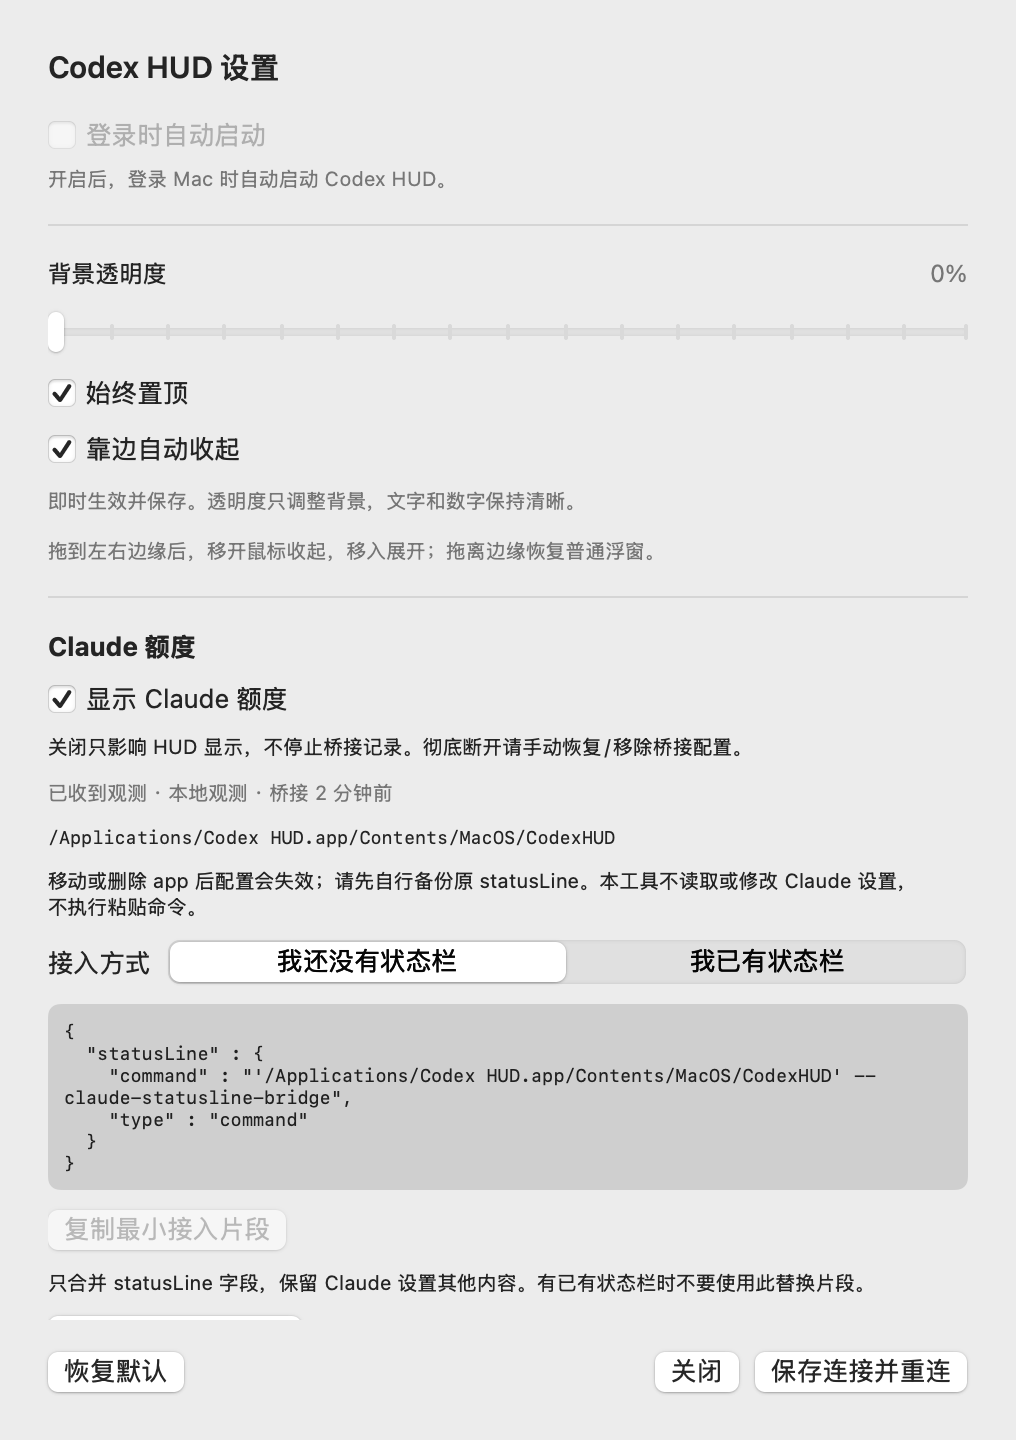 Codex HUD 设置
登录时自动启动
开启后，登录 Mac 时自动启动 Codex HUD。
背景透明度 0%
始终置顶
靠边自动收起
即时生效并保存。透明度只调整背景，文字和数字保持清晰。
拖到左右边缘后，移开鼠标收起，移入展开；拖离边缘恢复普通浮窗。
Claude 额度
显示 Claude 额度
关闭只影响 HUD 显示，不停止桥接记录。彻底断开请手动恢复/移除桥接配置。
已收到观测 · 本地观测 · 桥接 2 分钟前
/Applications/Codex HUD.app/Contents/MacOS/CodexHUD
移动或删除 app 后配置会失效；请先自行备份原 statusLine。本工具不读取或修改 Claude 设置，
不执行粘贴命令。
接入方式 我还没有状态栏 我已有状态栏
{
  "statusLine" : {
    "command" : "'/Applications/Codex HUD.app/Contents/MacOS/CodexHUD' --
claude-statusline-bridge",
    "type" : "command"
  }
}
复制最小接入片段
只合并 statusLine 字段，保留 Claude 设置其他内容。有已有状态栏时不要使用此替换片段。
恢复默认 关闭 保存连接并重连